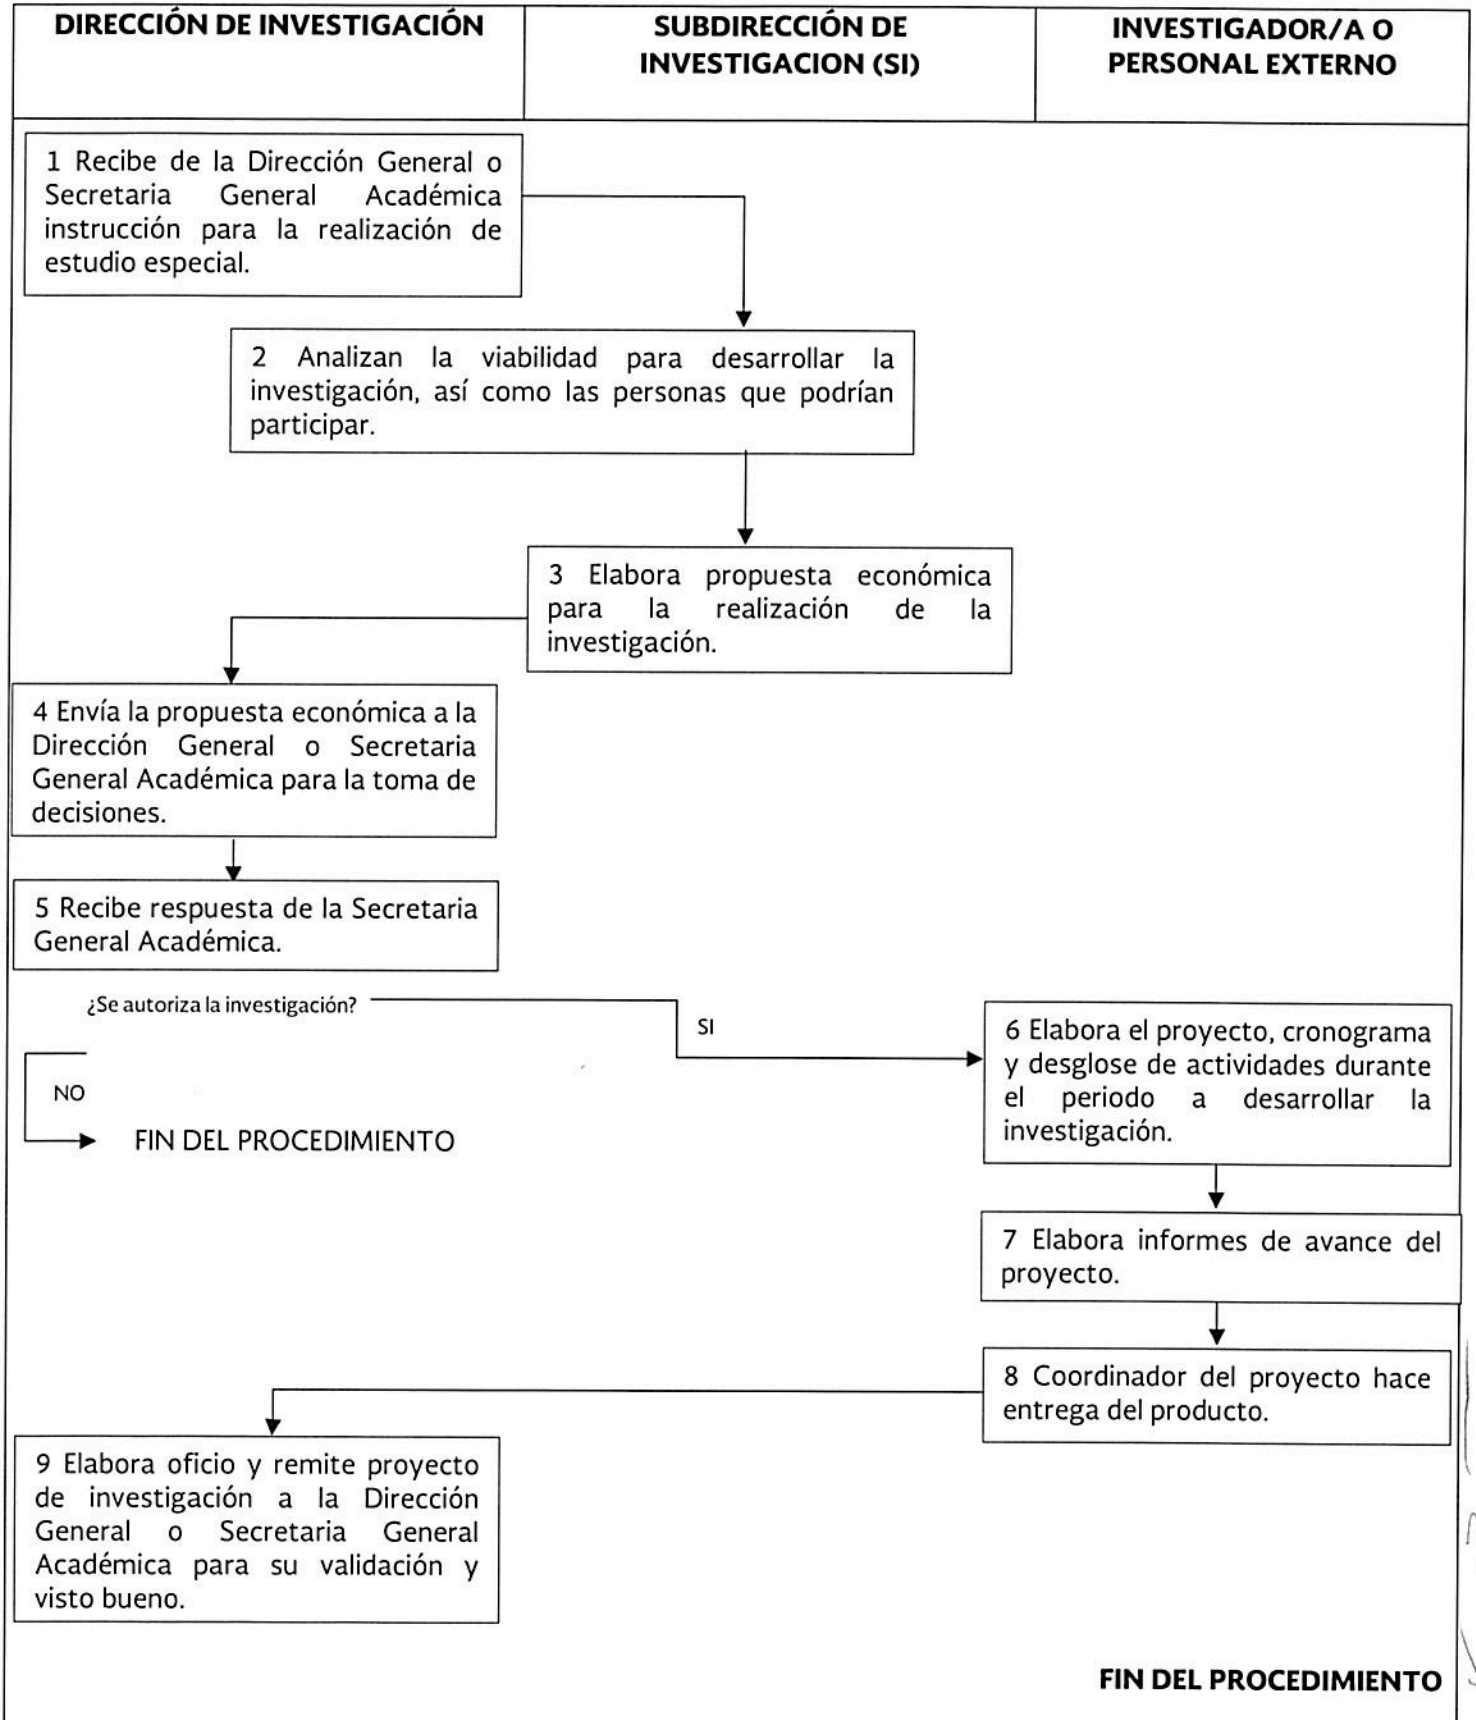 DIRECCIÓN DE INVESTIGACIÓN
SUBDIRECCIÓN DE
INVESTIGACION (SI)
INVESTIGADOR/A O
PERSONAL EXTERNO
1 Recibe de la Dirección General o
Secretaria General Académica
instrucción para la realización de
estudio especial.
2 Analizan la viabilidad para desarrollar la
investigación, así como las personas que podrían
participar.
3 Elabora propuesta económica
para la realización de la
investigación.
4 Envía la propuesta económica a la
Dirección General o Secretaria
General Académica para la toma de
decisiones.
5 Recibe respuesta de la Secretaria
General Académica.
¿Se autoriza la investigación?
SI
NO
FIN DEL PROCEDIMIENTO
6 Elabora el proyecto, cronograma
y desglose de actividades durante
el periodo a desarrollar la
investigación.
7 Elabora informes de avance del
proyecto.
8 Coordinador del proyecto hace
entrega del producto.
9 Elabora oficio y remite proyecto
de investigación a la Dirección
General o Secretaria General
Académica para su validación y
visto bueno.
FIN DEL PROCEDIMIENTO